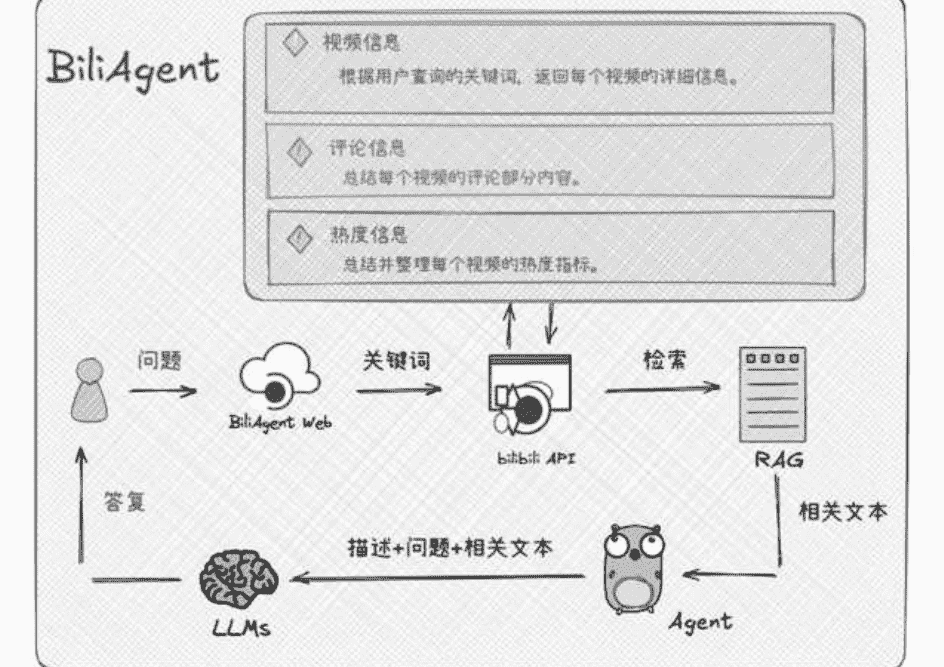 BiliAgent
视频信息
根据用户查询的关键词，返回每个视频的详细信息。
评论信息
总结每个视频的评论部分内容。
热度信息
总结并整理每个视频的热度指标。
问题
关键词
检索
BiliAgent Web
bilibili API
RAG
答复
相关文本
描述+问题+相关文本
LLMs
Agent